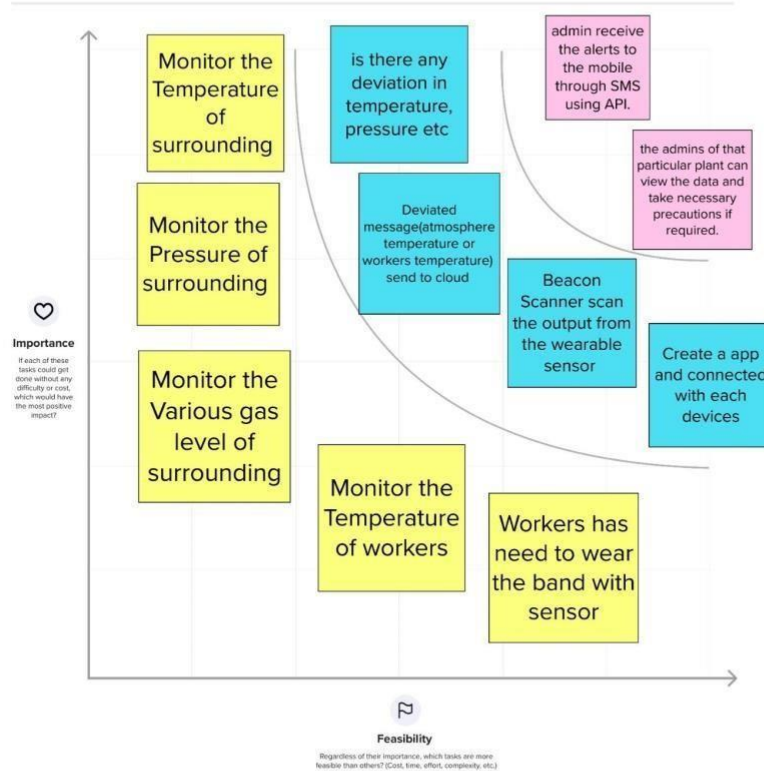 Monitor the
Temperature
of
surrounding
is there any
deviation in
temperature,
pressure etc
admin receive
the alerts to
the mobile
through SMS
using API.
the admins of that
particular plant can
view the data and
take necessary
precautions if
required.
Monitor the
Pressure of
surrounding
Deviated
message(atmosphere
temperature or
workers temperature)
send to cloud
Beacon
Scanner scan
the output from
the wearable
sensor
Create a app
and connected
with each
devices
Importance
If each of these
tasks could get
done without any
difficulty or cost,
which would have
the most positive
impact?
Monitor the
Various gas
level of
surrounding
Monitor the
Temperature
of workers
Workers has
need to wear
the band with
sensor
Feasibility
Regardless of their importance, which tasks are more
feasible than others? (Cost, time, effort, complexity, etc.)